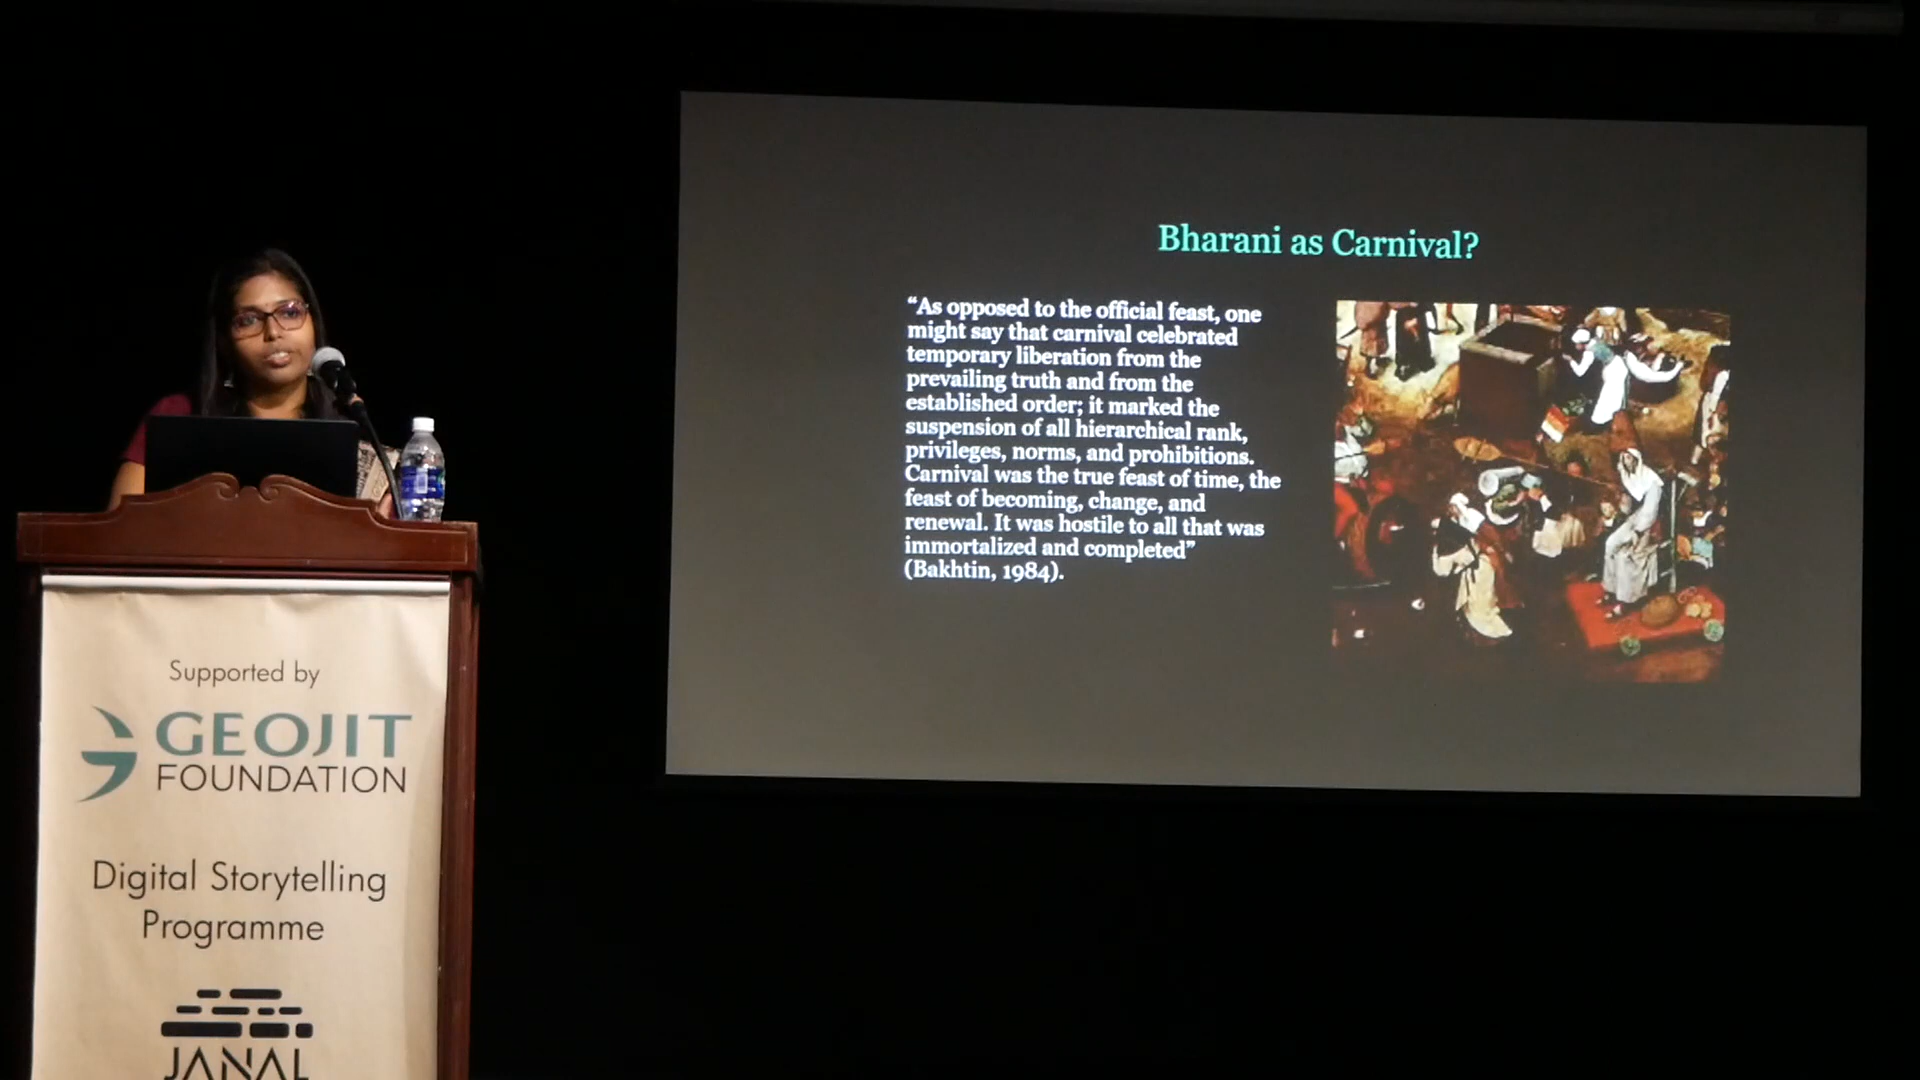 Bharani as Carnival?
“As opposed to the official feast, one
might say that carnival celebrated
temporary liberation from the
prevailing truth and from the
established order; it marked the
suspension of all hierarchical rank,
privileges, norms, and prohibitions.
Carnival was the true feast of time, the
feast of becoming, change, and
renewal. It was hostile to all that was
immortalized and completed”
(Bakhtin, 1984).
Supported by
GEOJIT
FOUNDATION
Digital Storytelling
Programme
JANAL